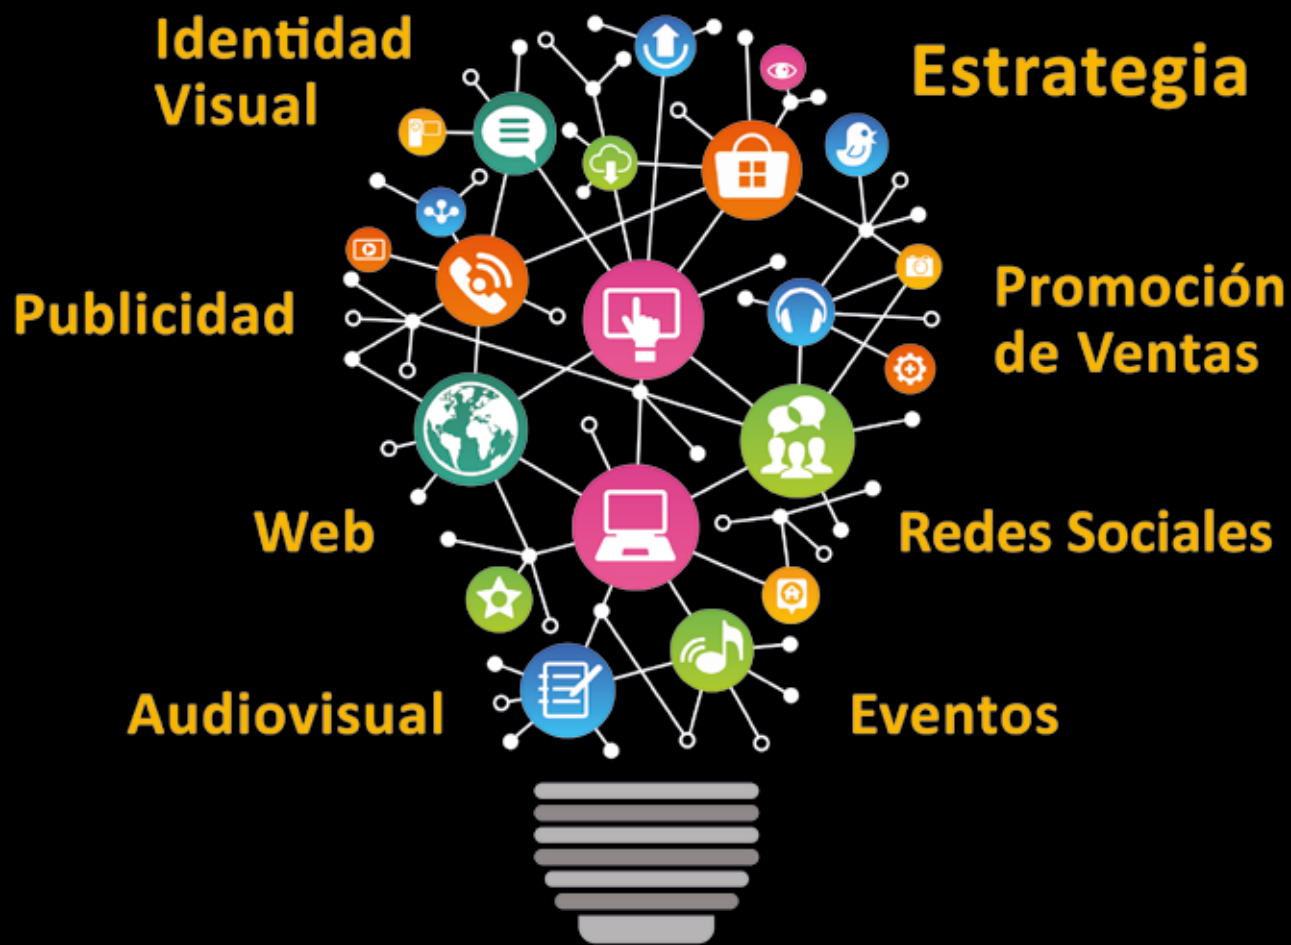 Identidad
Visual
Estrategia
Publicidad
Promoción
de Ventas
Web
Redes Sociales
Audiovisual
Eventos